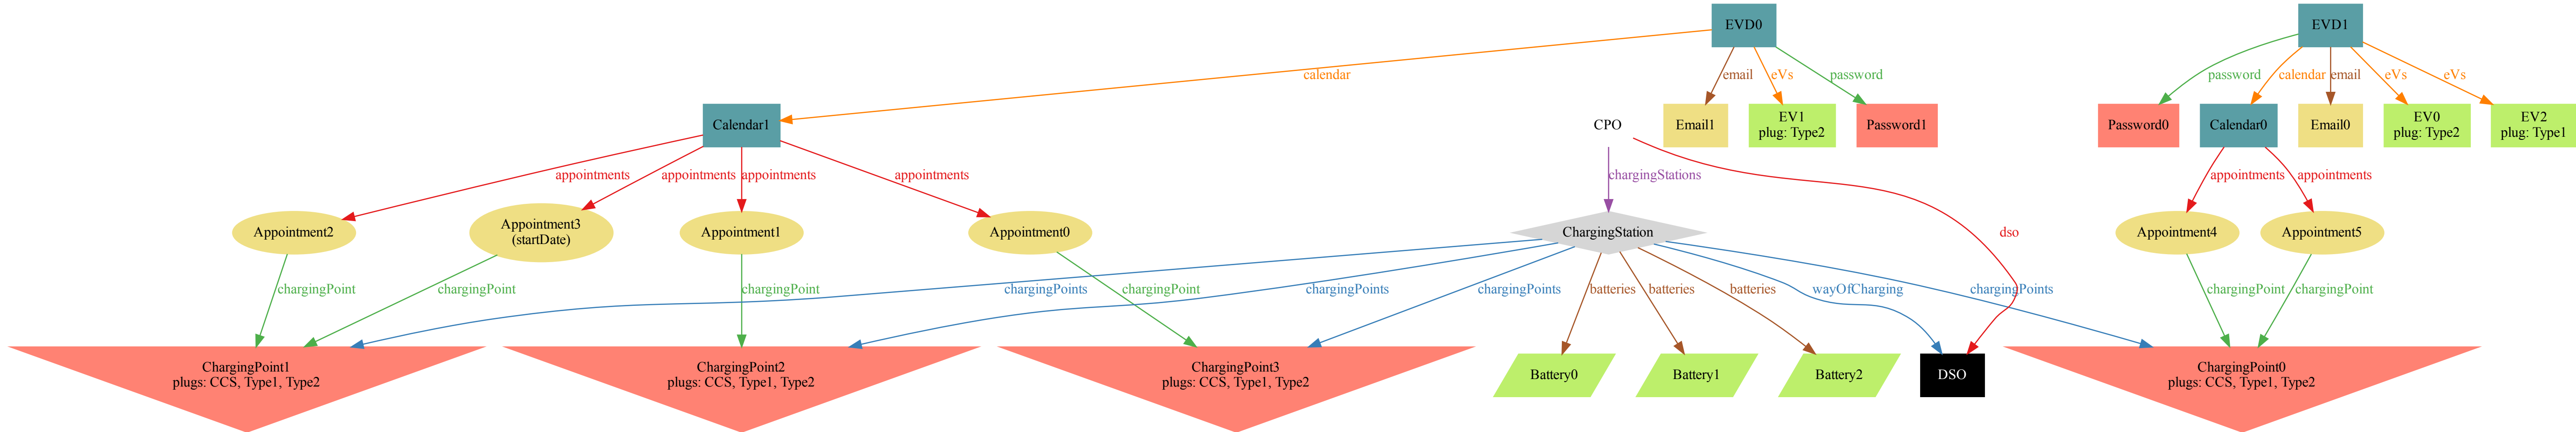 EVD0
EVD1
calendar
email
eVs
password
password
calendar
email
eVs
eVs
Calendar1
CPO
Email1
EV1
plug: Type2
Password1
Password0
Calendar0
Email0
EV0
plug: Type2
EV2
plug: Type1
appointments
appointments
appointments
appointments
chargingStations
appointments
appointments
Appointment2
Appointment3
(startDate)
Appointment1
Appointment0
ChargingStation
dso
Appointment4
Appointment5
chargingPoint
chargingPoint
chargingPoint
chargingPoints
chargingPoint
chargingPoints
chargingPoints
batteries
batteries
batteries
wayOfCharging
chargingPoints
chargingPoint
chargingPoint
ChargingPoint1
plugs: CCS, Type1, Type2
ChargingPoint2
plugs: CCS, Type1, Type2
ChargingPoint3
plugs: CCS, Type1, Type2
Battery0
Battery1
Battery2
DSO
ChargingPoint0
plugs: CCS, Type1, Type2